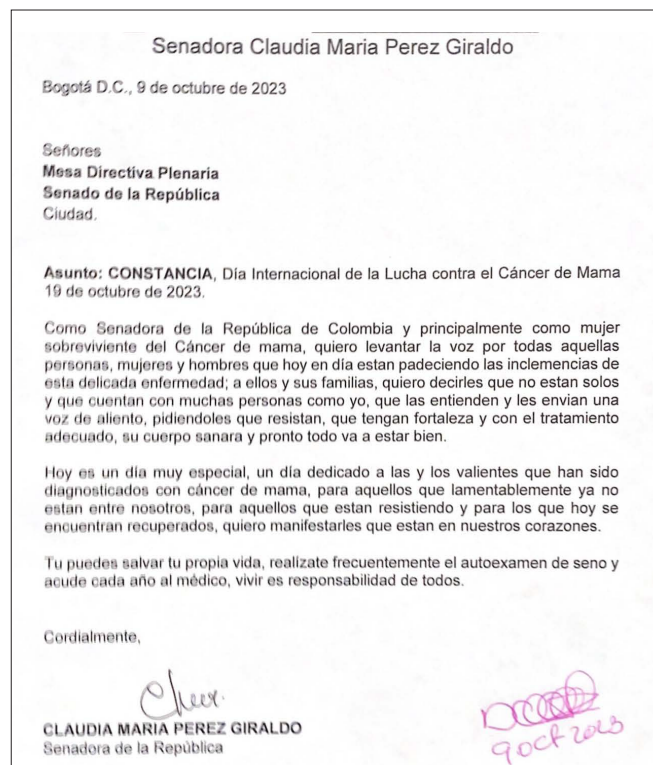 Senadora Claudia Maria Perez Giraldo
Bogotá D.C., 9 de octubre de 2023
Señores
Mesa Directiva Plenaria
Senado de la República
Ciudad.
Asunto: CONSTANCIA, Día Internacional de la Lucha contra el Cáncer de Mama
19 de octubre de 2023.
Como Senadora de la República de Colombia y principalmente como mujer
sobreviviente del Cáncer de mama, quiero levantar la voz por todas aquellas
personas, mujeres y hombres que hoy en día estan padeciendo las inclemencias de
esta delicada enfermedad; a ellos y sus familias, quiero decirles que no estan solos
y que cuentan con muchas personas como yo, que las entienden y les envian una
voz de aliento, pidiendoles que resistan, que tengan fortaleza y con el tratamiento
adecuado, su cuerpo sanara y pronto todo va a estar bien.
Hoy es un día muy especial, un día dedicado a las y los valientes que han sido
diagnosticados con cáncer de mama, para aquellos que lamentablemente ya no
estan entre nosotros, para aquellos que estan resistiendo y para los que hoy se
encuentran recuperados, quiero manifestarles que estan en nuestros corazones.
Tu puedes salvar tu propia vida, realízate frecuentemente el autoexamen de seno y
acude cada año al médico, vivir es responsabilidad de todos.
Cordialmente,
CLAUDIA MARIA PEREZ GIRALDO
Senadora de la República
9 oct 2023